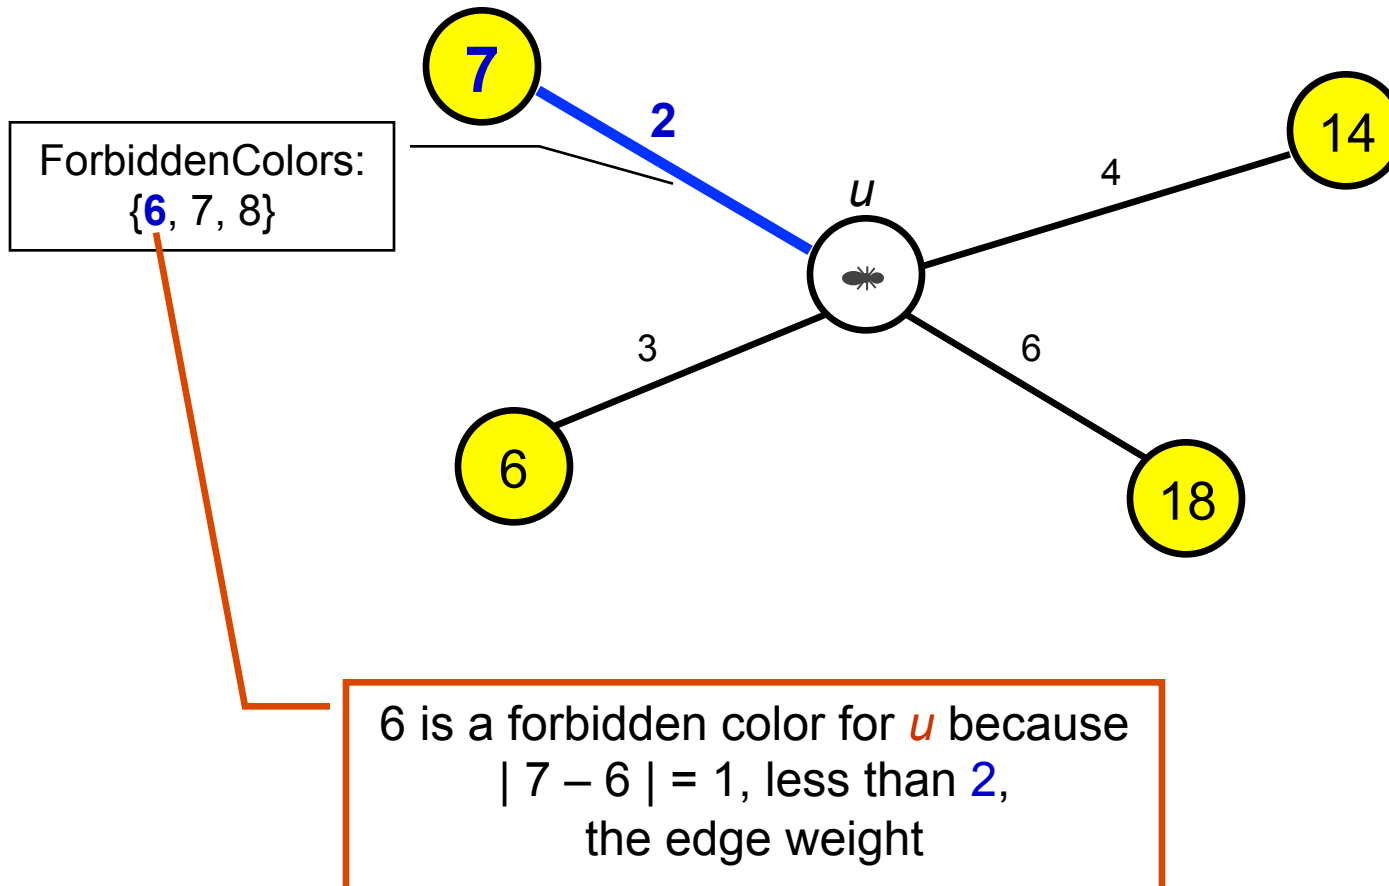 7
2
14
ForbiddenColors:
{6, 7, 8}
4
u
3
6
6
18
6 is a forbidden color for u because
| 7 – 6 | = 1, less than 2,
the edge weight